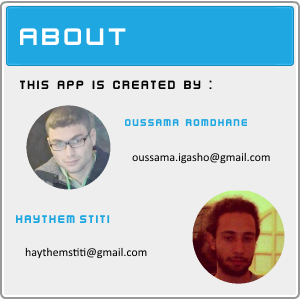 ABOUT
THIS APP IS CREATED BY :
OUSSAMA ROMDHANE
oussama.igasho@gmail.com
HAYTHEM STITI
haythemstiti@gmail.com